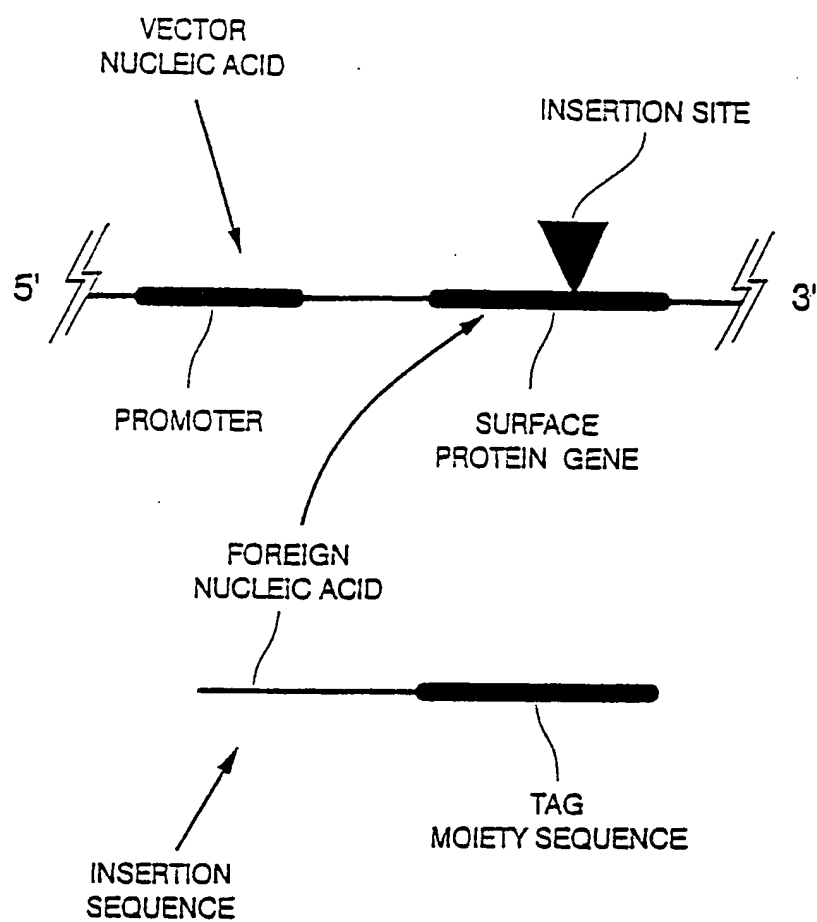 VECTOR
NUCLEIC ACID
INSERTION SITE
5'
3'
PROMOTER
SURFACE
PROTEIN GENE
FOREIGN
NUCLEIC ACID
TAG
MOIETY SEQUENCE
INSERTION
SEQUENCE